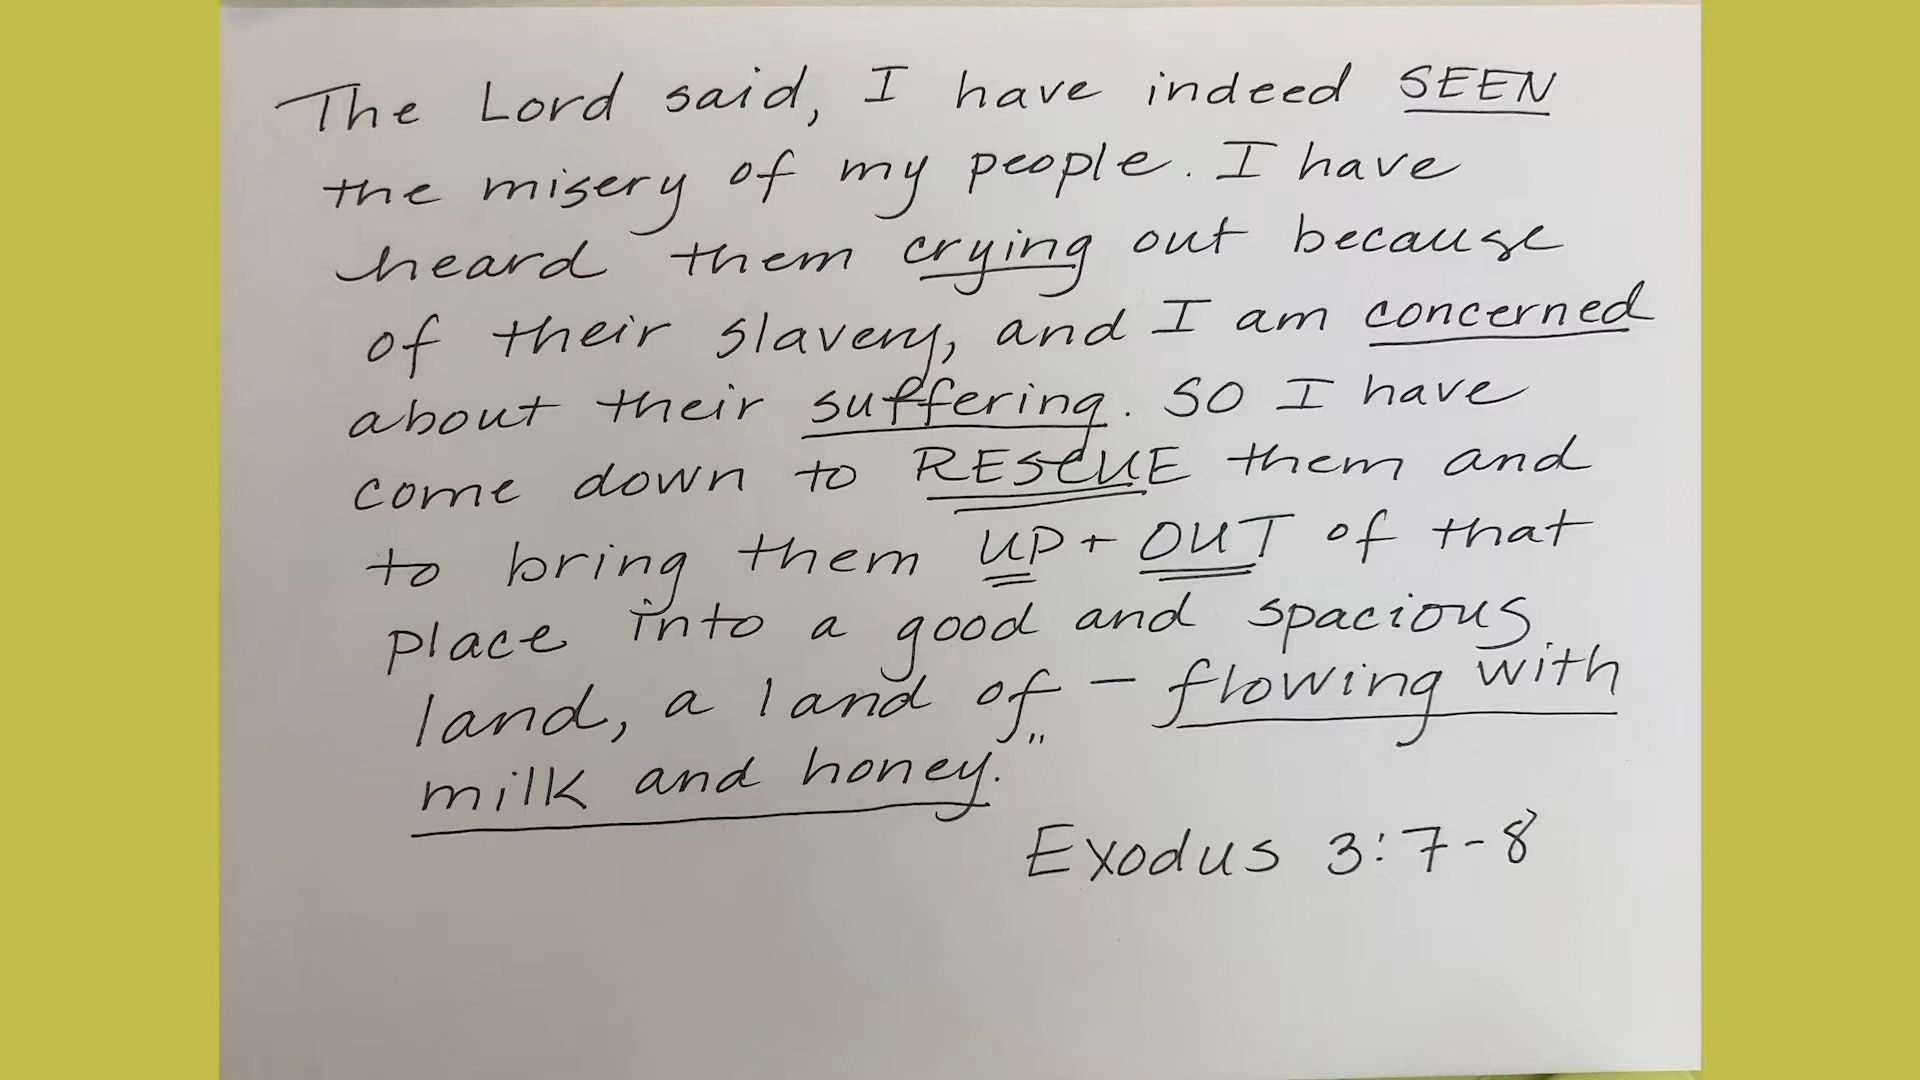 The Lord said, I have indeed SEEN
the misery of my people. I have
heard them crying out because
of their slavery, and I am concerned
about their suffering. SO I have
come down to RESCUE them and
to bring them UP + OUT of that
place into a good and spacious
land, a land of - flowing with
milk and honey."
Exodus 3:7-8